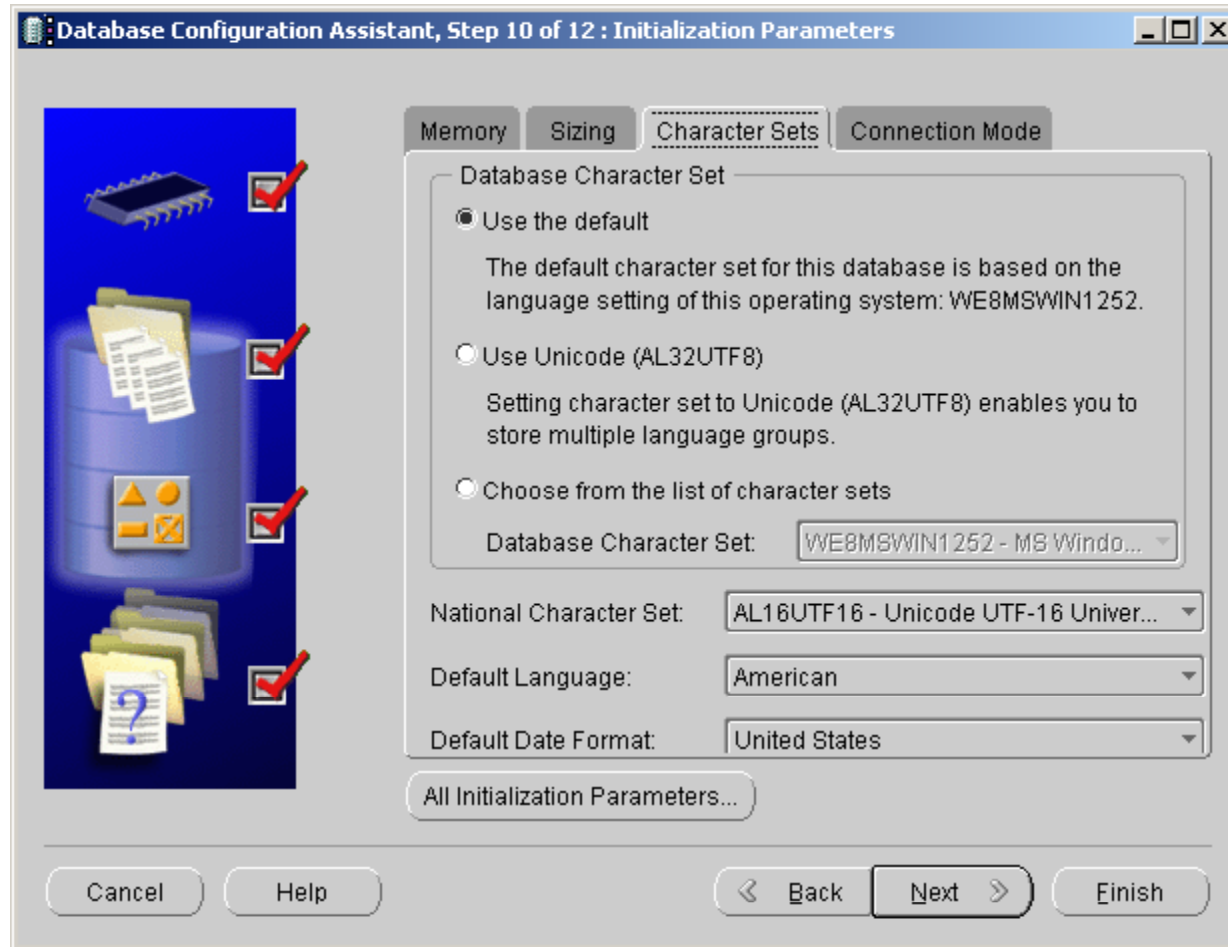 Database Configuration Assistant, Step 10 of 12 : Initialization Parameters
Memory
Sizing
Character Sets
Connection Mode
Database Character Set
Use the default
The default character set for this database is based on the
language setting of this operating system: WE8MSWIN1252.
Use Unicode (AL32UTF8)
Setting character set to Unicode (AL32UTF8) enables you to
store multiple language groups.
Choose from the list of character sets
Database Character Set: WE8MSWIN1252 - MS Windo...
National Character Set: AL16UTF16 - Unicode UTF-16 Univer...
Default Language: American
Default Date Format: United States
All Initialization Parameters...
Cancel
Help
Back
Next
Finish
?